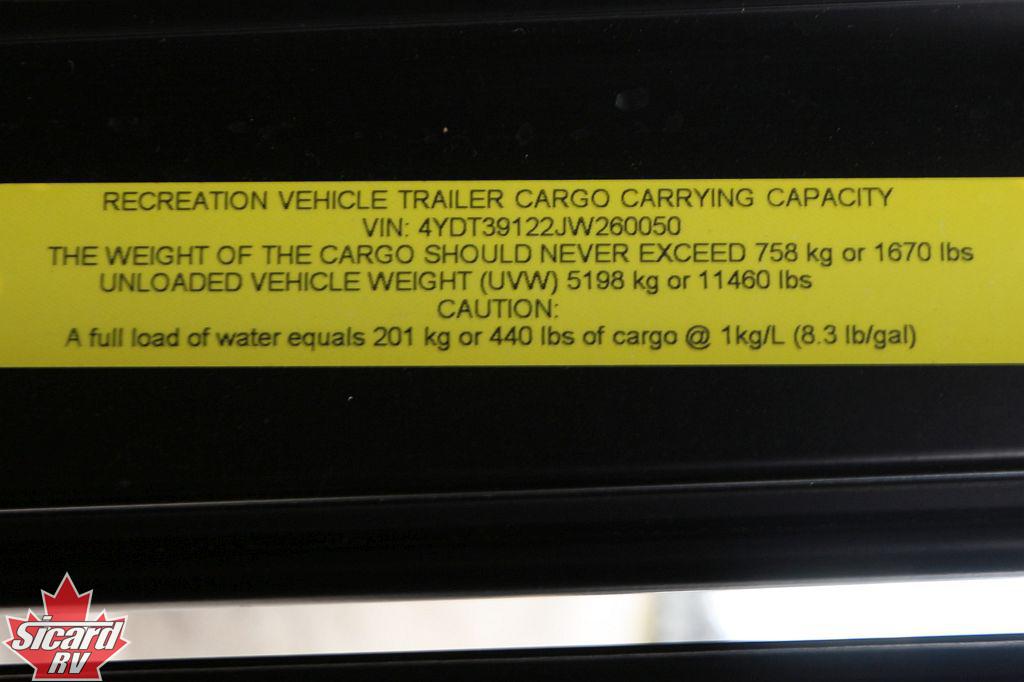 RECREATION VEHICLE TRAILER CARGO CARRYING CAPACITY
VIN: 4YDT39122JW260050
THE WEIGHT OF THE CARGO SHOULD NEVER EXCEED 758 kg or 1670 lbs
UNLOADED VEHICLE WEIGHT (UVW) 5198 kg or 11460 lbs
CAUTION:
A full load of water equals 201 kg or 440 lbs of cargo @ 1kg/L (8.3 lb/gal)
Sicard
RV